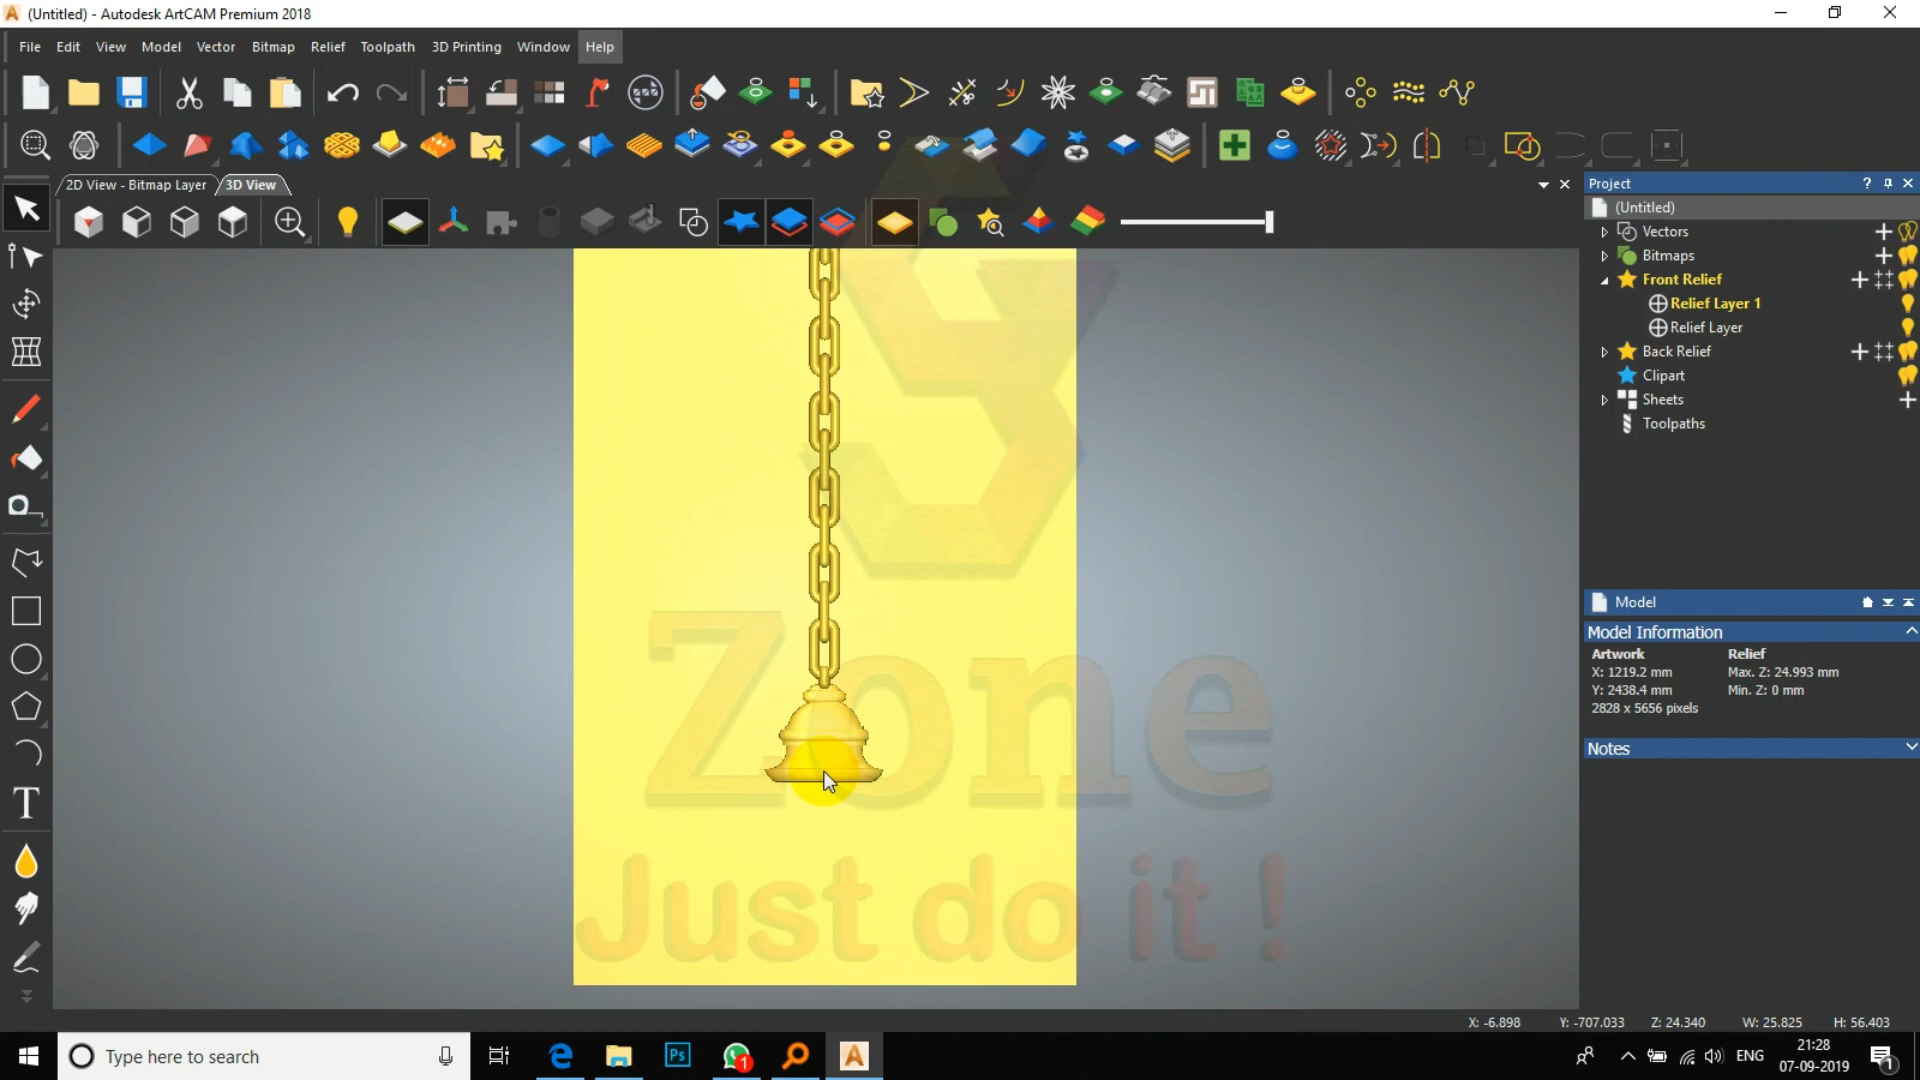 (Untitled) - Autodesk ArtCAM Premium 2018
File Edit View Model Vector Bitmap Relief Toolpath 3D Printing Window Help
2D View - Bitmap Layer 3D View
Project
(Untitled)
Vectors
Bitmaps
Front Relief
Relief Layer 1
Relief Layer
Back Relief
Clipart
Sheets
Toolpaths
Zone
Just do it !
Model
Model Information
Artwork Relief
X: 1219.2 mm Max. Z: 24.993 mm
Y: 2438.4 mm Min. Z: 0 mm
2828 x 5656 pixels
Notes
X: -6.898 Y: -707.033 Z: 24.340 W: 25.825 H: 56.403
Type here to search
Ps
1
ENG
21:28
07-09-2019
1